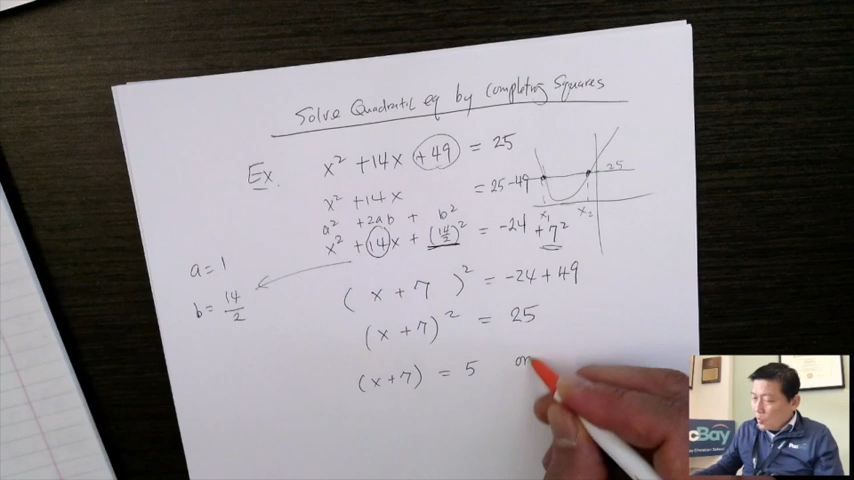 Solve Quadratic eq by Completing Squares
Ex. x² + 14x + 49 = 25
x² + 14x = 25 - 49
a² + 2ab + b²
x² + 14x + (14/2)² = -24 + 7²
a = 1
b = 14/2
( x + 7 )² = -24 + 49
(x + 7)² = 25
(x + 7) = 5 or
25
x₁ x₂
cBay